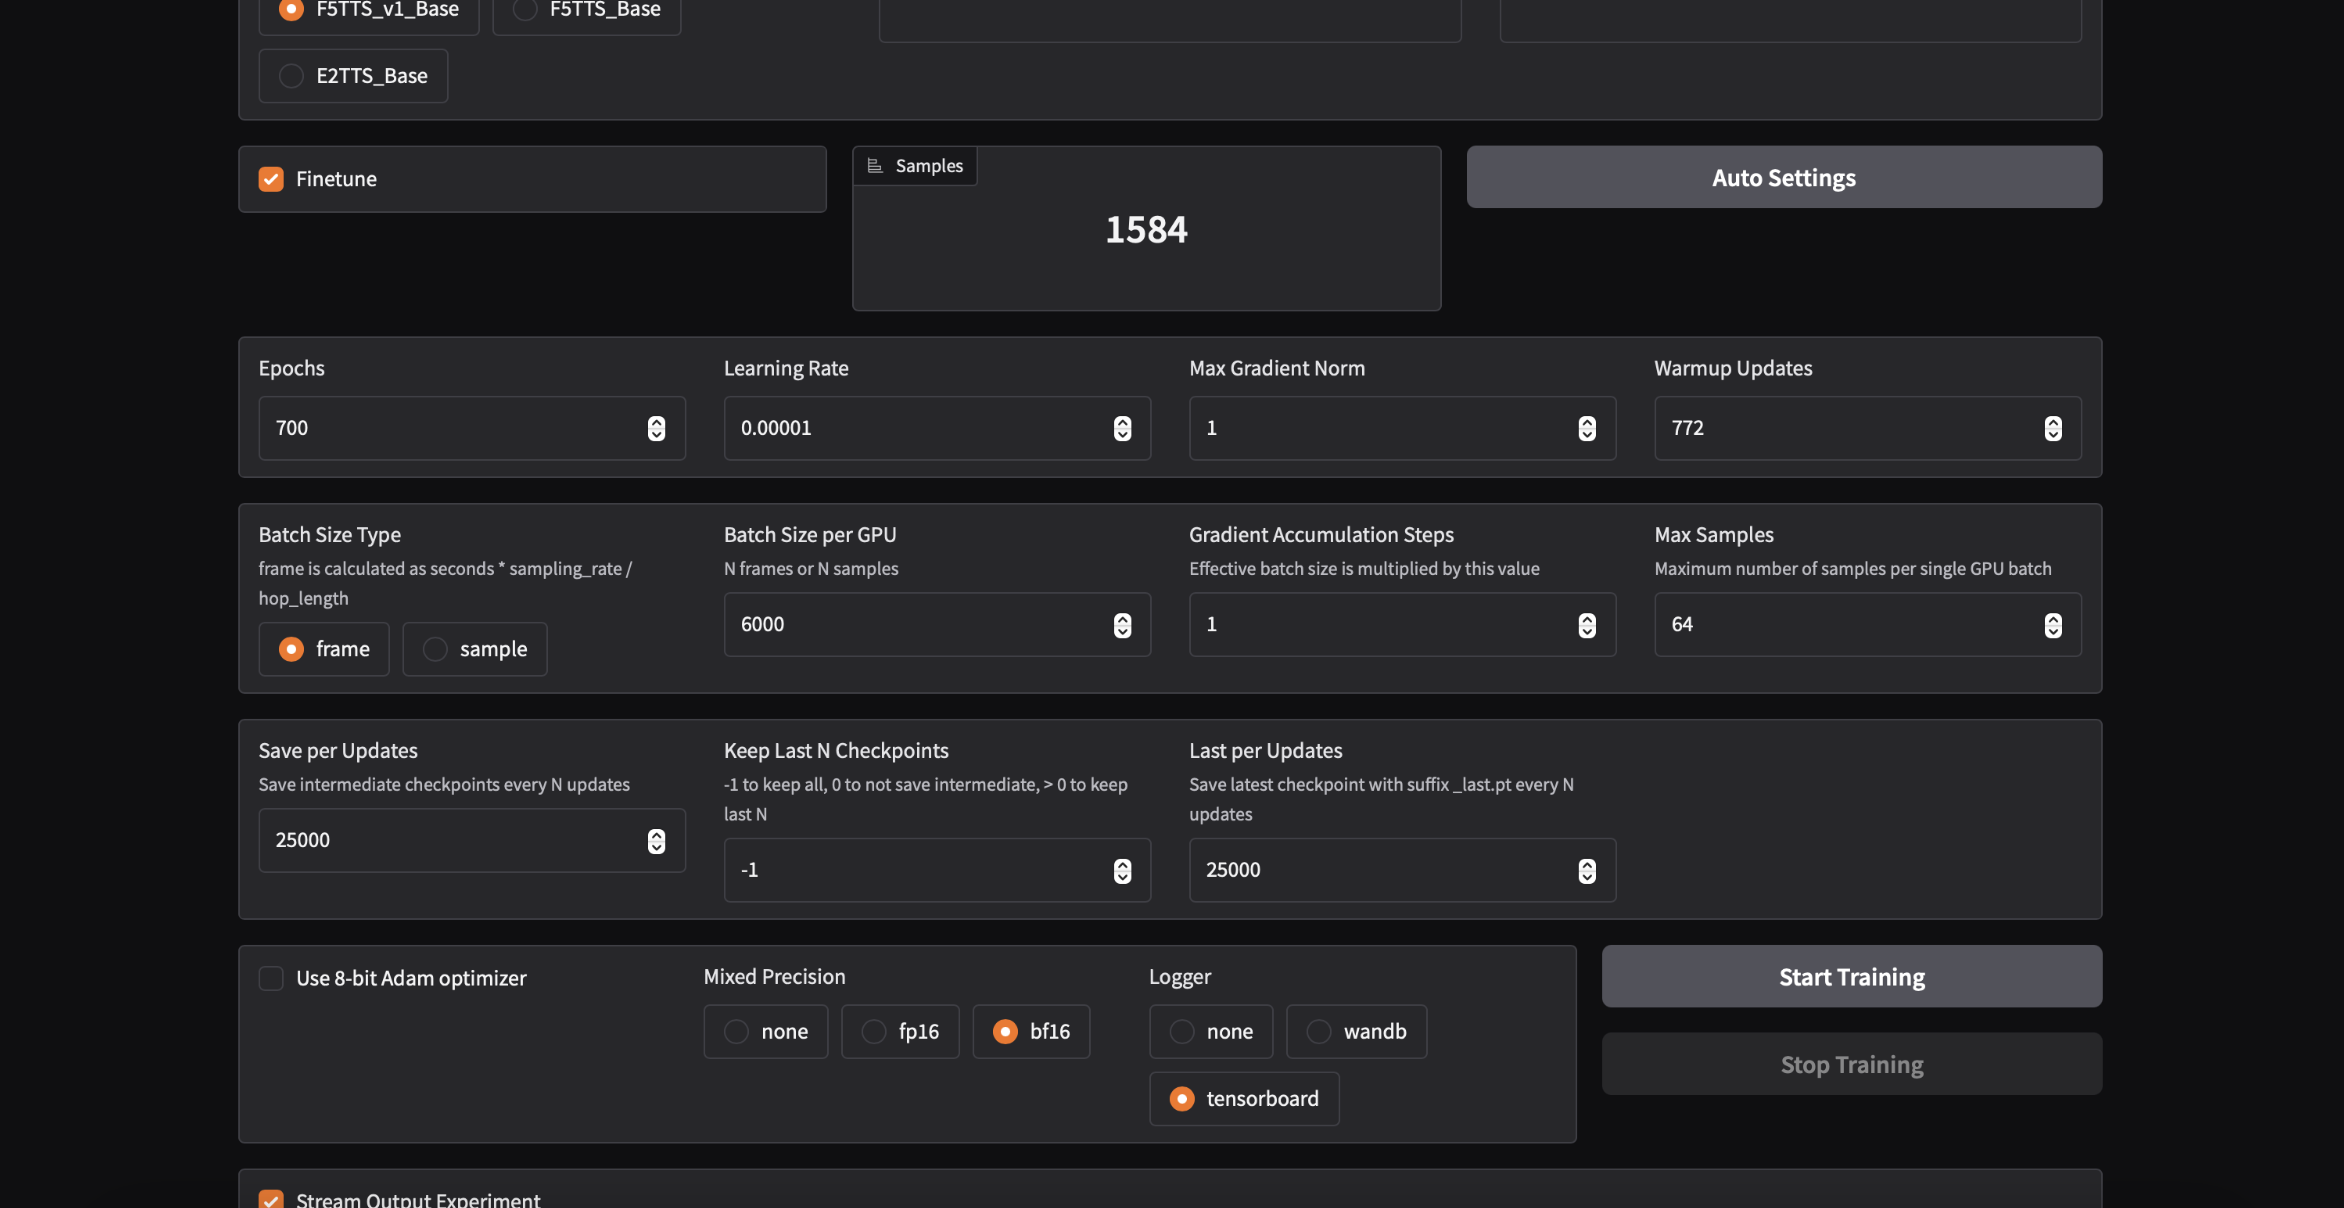 F5TTS_v1_Base
F5TTS_Base
E2TTS_Base
Finetune
Samples
1584
Auto Settings
Epochs
700
Learning Rate
0.00001
Max Gradient Norm
1
Warmup Updates
772
Batch Size Type
frame is calculated as seconds * sampling_rate /
hop_length
frame
sample
Batch Size per GPU
N frames or N samples
6000
Gradient Accumulation Steps
Effective batch size is multiplied by this value
1
Max Samples
Maximum number of samples per single GPU batch
64
Save per Updates
Save intermediate checkpoints every N updates
25000
Keep Last N Checkpoints
-1 to keep all, 0 to not save intermediate, > 0 to keep
last N
-1
Last per Updates
Save latest checkpoint with suffix _last.pt every N
updates
25000
Use 8-bit Adam optimizer
Mixed Precision
none
fp16
bf16
Logger
none
wandb
tensorboard
Start Training
Stop Training
Stream Output Experiment